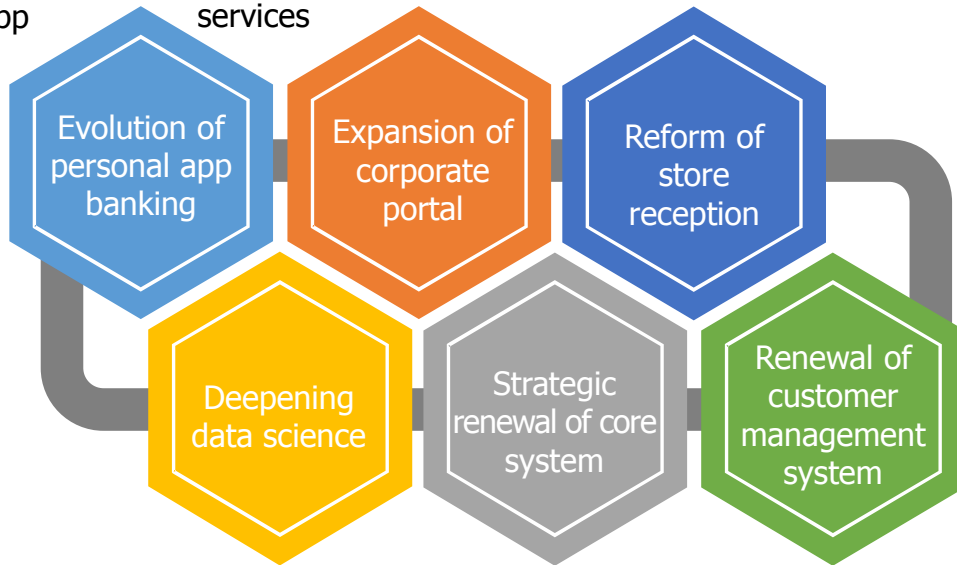 services
Evolution of
personal app
banking
Expansion of
corporate
portal
Reform of
store
reception
Deepening
data science
Strategic
renewal of core
system
Renewal of
customer
management
system